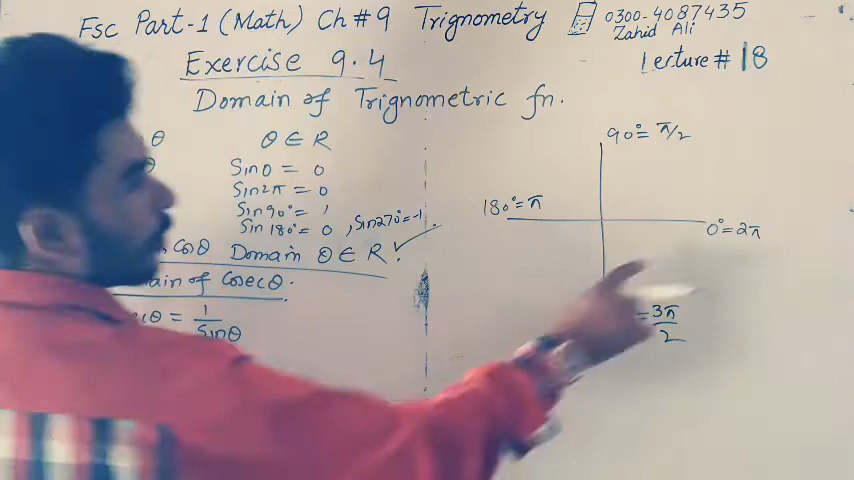 Fsc Part-1 (Math) Ch # 9 Trignometry 0300-4087435
Zahid Ali
Exercise 9.4
Lecture # 18
Domain of Trignometric fn.
θ θ ∈ R
θ
Sin0 = 0
Sin2π = 0
Sin90° = 1
Sin180° = 0, Sin270°=-1
, Cosθ Domain θ ∈ R
ain of Cosecθ.
ecθ = 1/Sinθ
90° = π/2
180° = π
0° = 2π
= 3π/2